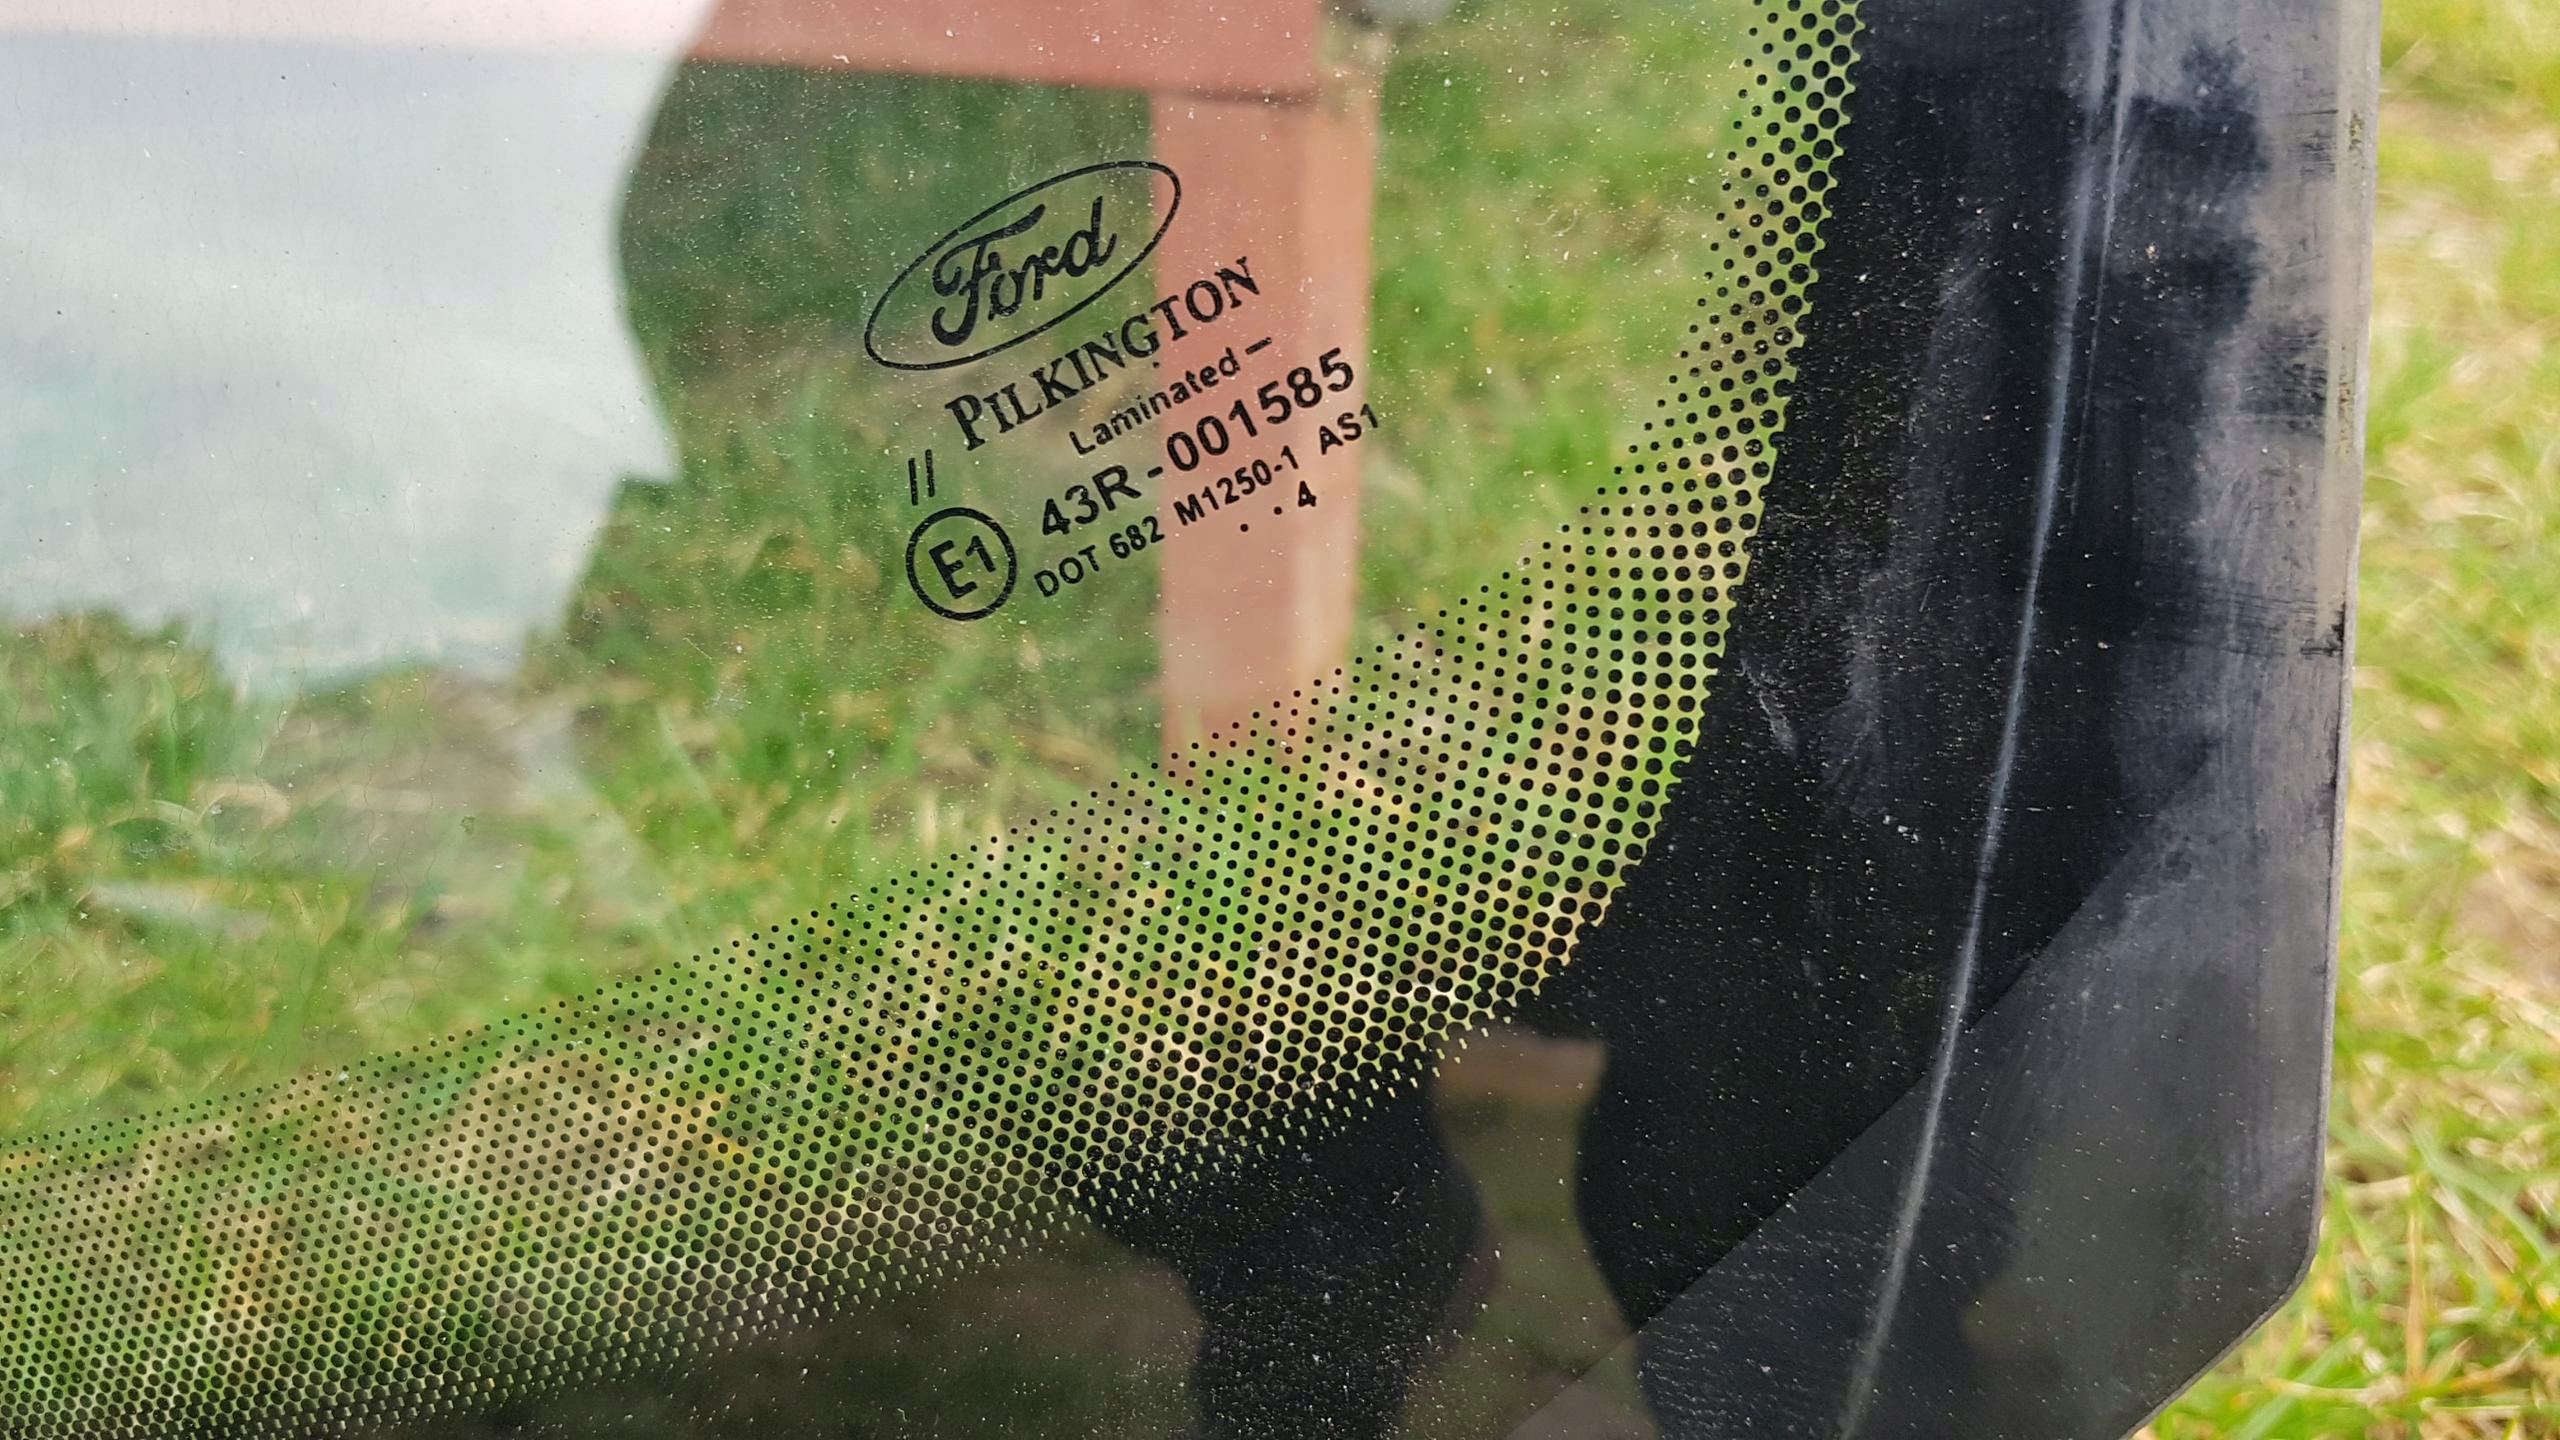 Ford
PILKINGTON
Laminated –
// 
E1 43R-001585
DOT 682 M1250-1 AS1
. . 4